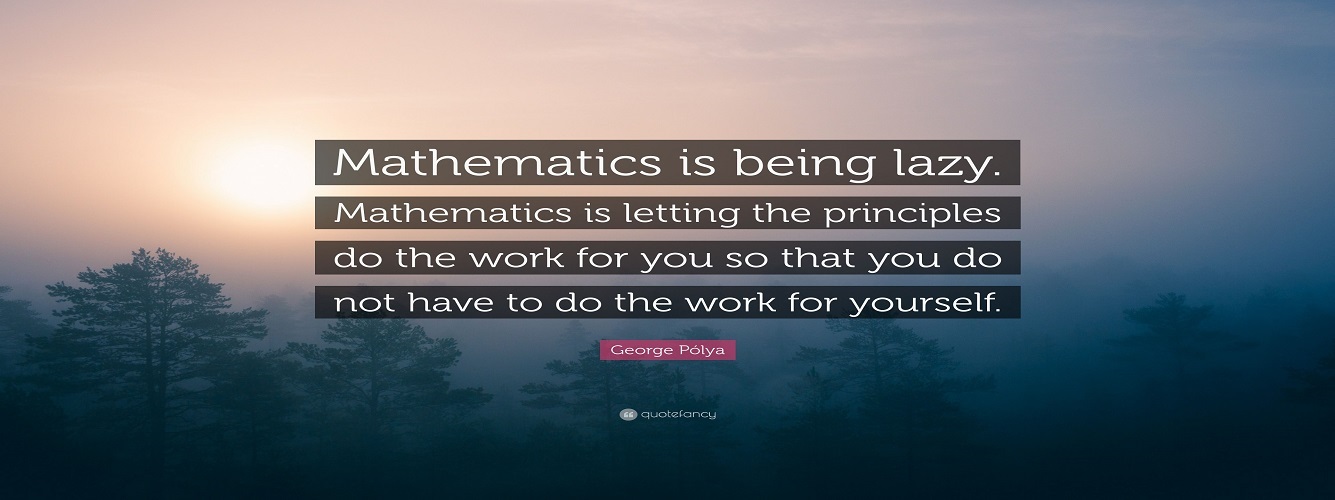 Mathematics is being lazy.
Mathematics is letting the principles
do the work for you so that you do
not have to do the work for yourself.
George Pólya
quotefancy